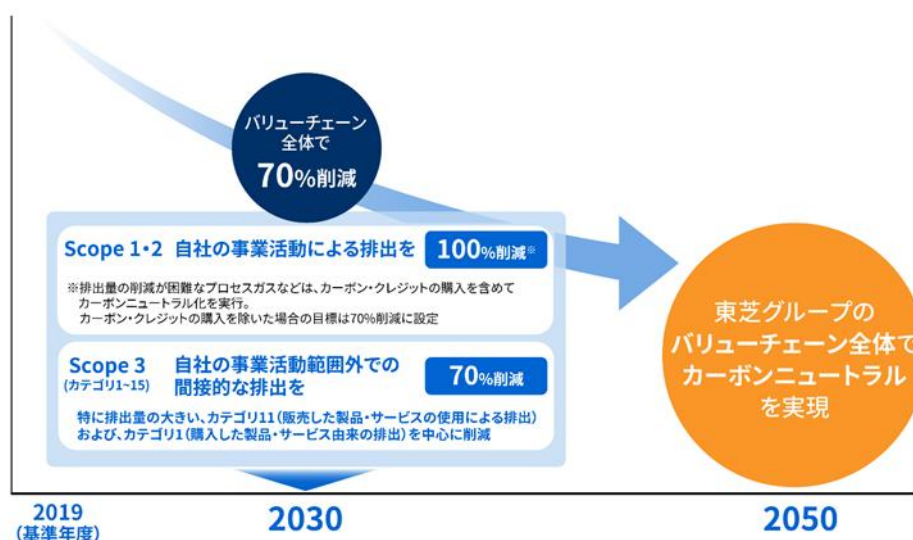 バリューチェーン
全体で
70%削減
Scope 1・2 自社の事業活動による排出を 100%削減※
※排出量の削減が困難なプロセスガスなどは、カーボン・クレジットの購入を含めて
カーボンニュートラル化を実行。
カーボン・クレジットの購入を除いた場合の目標は70%削減に設定
Scope 3
(カテゴリ1~15)
自社の事業活動範囲外での
間接的な排出を
70%削減
特に排出量の大きい、カテゴリ11(販売した製品・サービスの使用による排出)
および、カテゴリ1(購入した製品・サービス由来の排出)を中心に削減
東芝グループの
バリューチェーン全体で
カーボンニュートラル
を実現
2019
(基準年度)
2030
2050